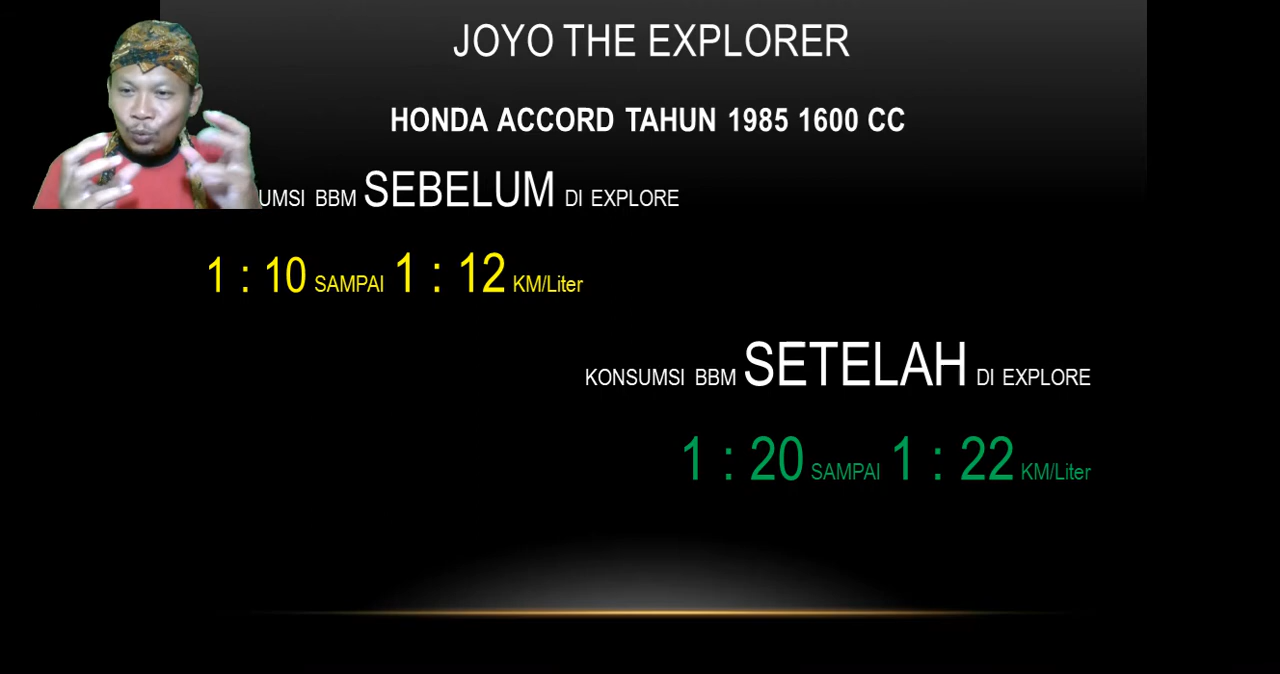 JOYO THE EXPLORER
HONDA ACCORD TAHUN 1985 1600 CC
UMSI BBM SEBELUM DI EXPLORE
1 : 10 SAMPAI 1 : 12 KM/Liter
KONSUMSI BBM SETELAH DI EXPLORE
1 : 20 SAMPAI 1 : 22 KM/Liter